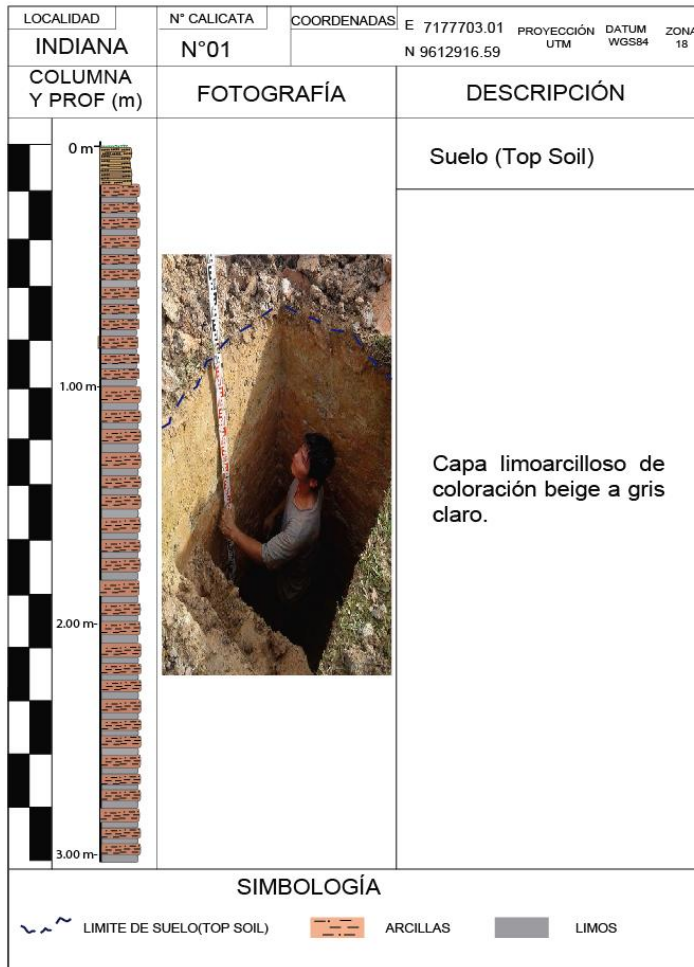 LOCALIDAD
INDIANA
N° CALICATA
N°01
COORDENADAS
E 7177703.01
N 9612916.59
PROYECCIÓN
UTM
DATUM
WGS84
ZONA
18
COLUMNA
Y PROF (m)
FOTOGRAFÍA
DESCRIPCIÓN
0 m
1.00 m
2.00 m
3.00 m
Suelo (Top Soil)
Capa limoarcilloso de
coloración beige a gris
claro.
SIMBOLOGÍA
LIMITE DE SUELO(TOP SOIL)
ARCILLAS
LIMOS